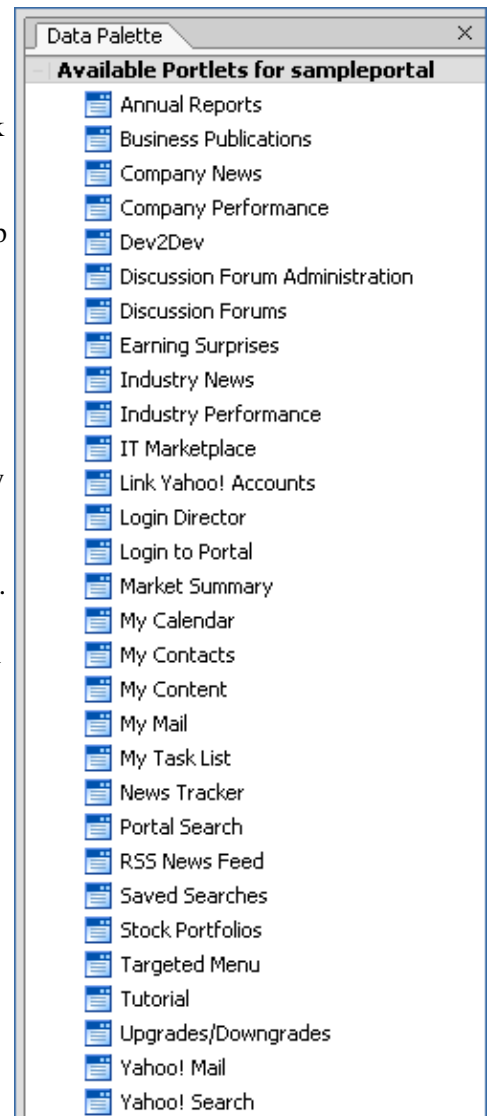 Data Palette
Available Portlets for sampleportal
Annual Reports
Business Publications
Company News
Company Performance
Dev2Dev
Discussion Forum Administration
Discussion Forums
Earning Surprises
Industry News
Industry Performance
IT Marketplace
Link Yahoo! Accounts
Login Director
Login to Portal
Market Summary
My Calendar
My Contacts
My Content
My Mail
My Task List
News Tracker
Portal Search
RSS News Feed
Saved Searches
Stock Portfolios
Targeted Menu
Tutorial
Upgrades/Downgrades
Yahoo! Mail
Yahoo! Search